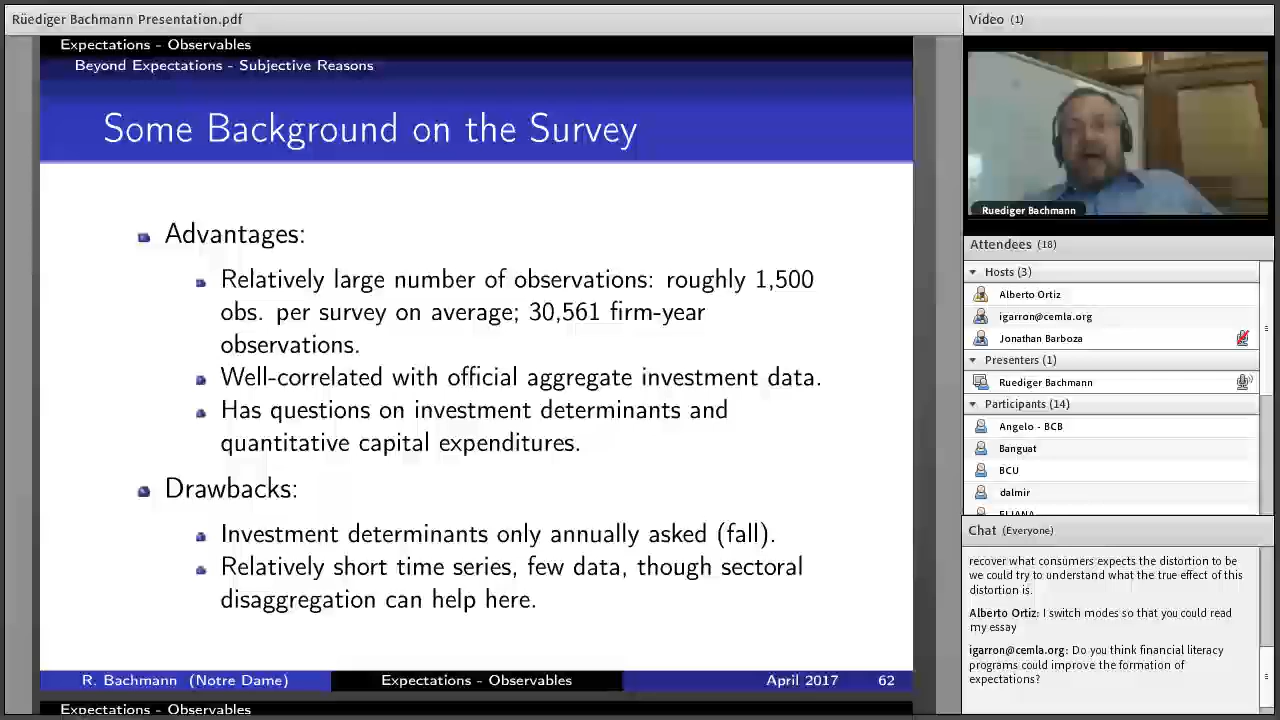 Rüediger Bachmann Presentation.pdf
Expectations - Observables
Beyond Expectations - Subjective Reasons
Some Background on the Survey
Advantages:
Relatively large number of observations: roughly 1,500
obs. per survey on average; 30,561 firm-year
observations.
Well-correlated with official aggregate investment data.
Has questions on investment determinants and
quantitative capital expenditures.
Drawbacks:
Investment determinants only annually asked (fall).
Relatively short time series, few data, though sectoral
disaggregation can help here.
R. Bachmann (Notre Dame)
Expectations - Observables
April 2017 62
Expectations - Observables
Video (1)
Ruediger Bachmann
Attendees (18)
Hosts (3)
Alberto Ortiz
igarron@cemla.org
Jonathan Barboza
Presenters (1)
Ruediger Bachmann
Participants (14)
Angelo - BCB
Banguat
BCU
dalmir
ELIANA
Chat (Everyone)
recover what consumers expects the distortion to be
we could try to understand what the true effect of this
distortion is.
Alberto Ortiz: I switch modes so that you could read
my essay
igarron@cemla.org: Do you think financial literacy
programs could improve the formation of
expectations?